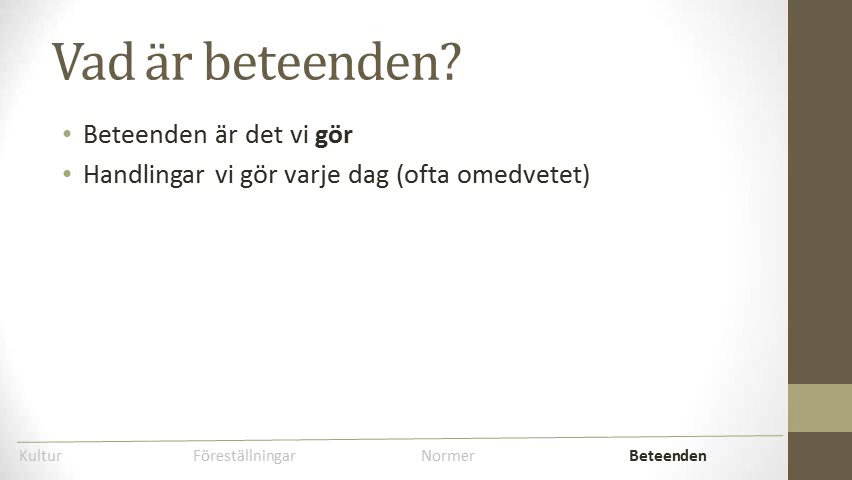 Vad är beteenden?
• Beteenden är det vi gör
• Handlingar vi gör varje dag (ofta omedvetet)
Kultur Föreställningar Normer Beteenden